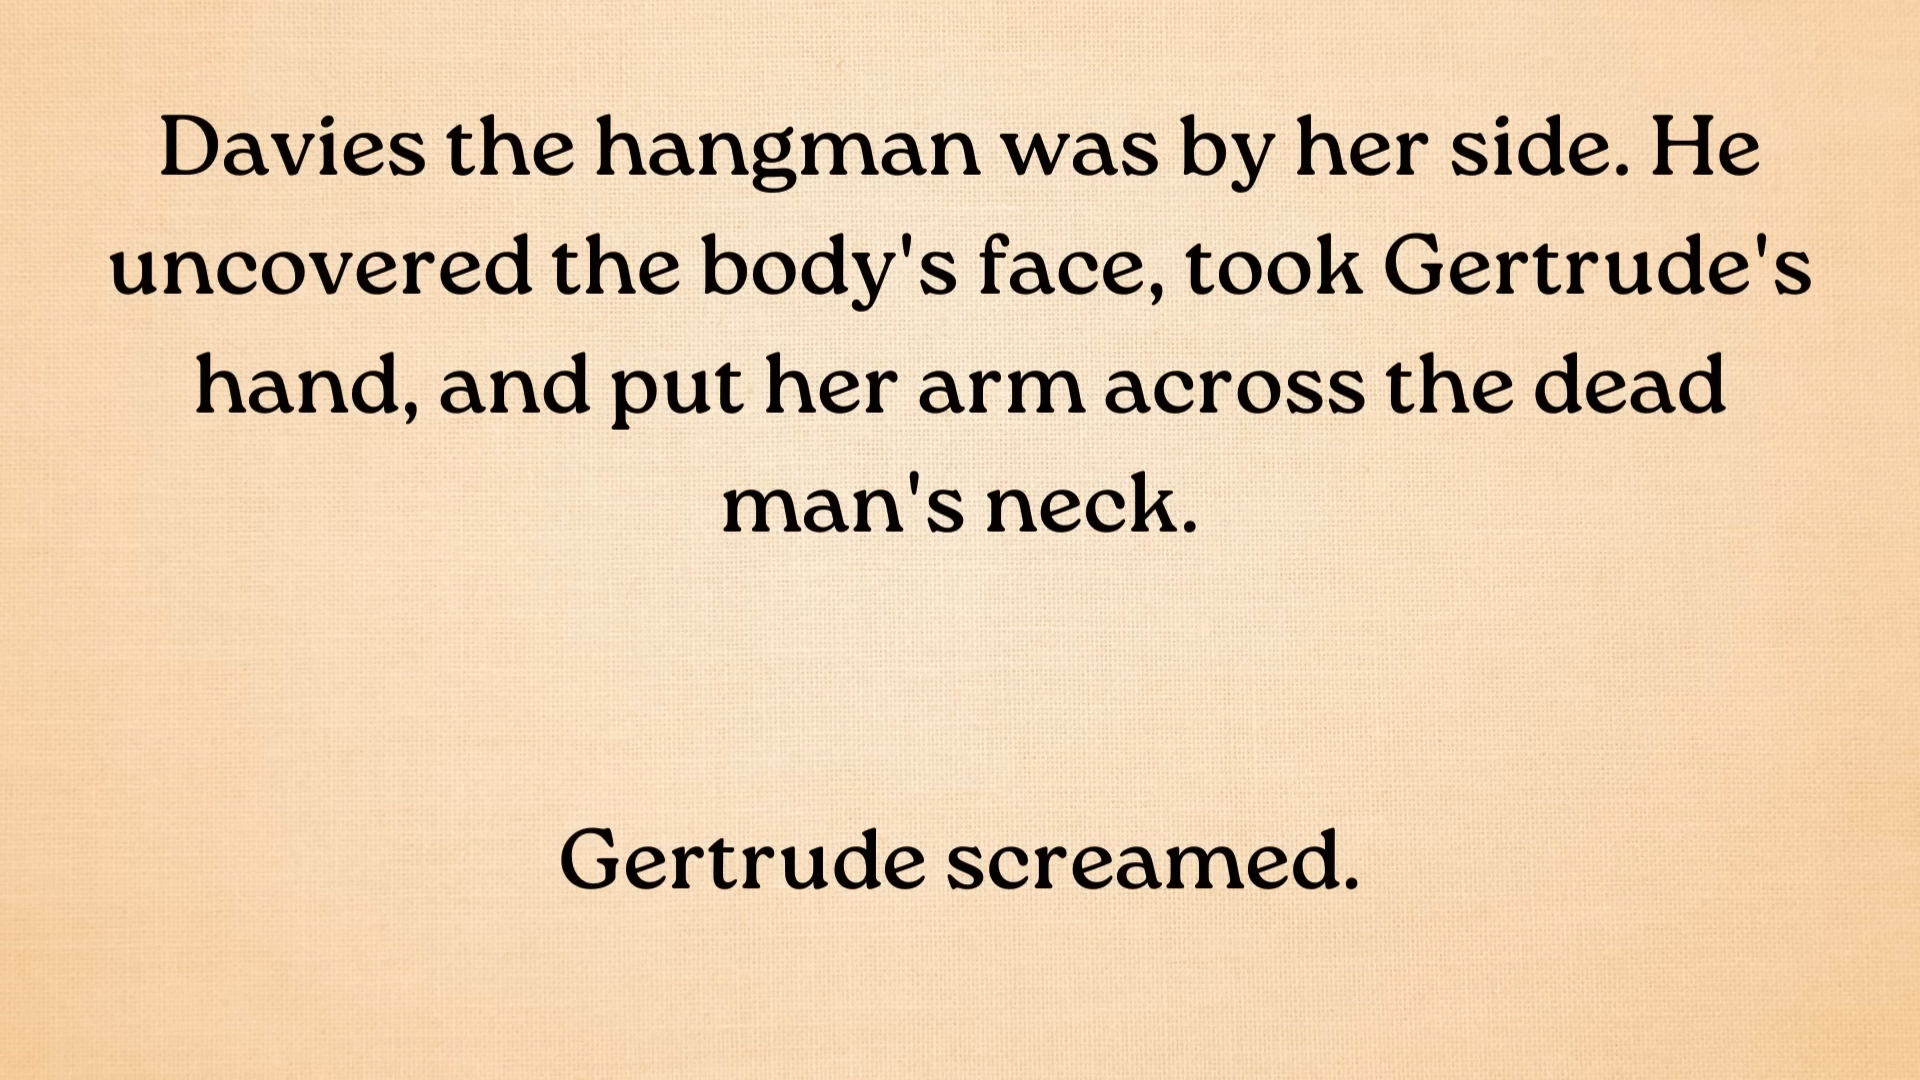 Davies the hangman was by her side. He
uncovered the body's face, took Gertrude's
hand, and put her arm across the dead
man's neck.
Gertrude screamed.